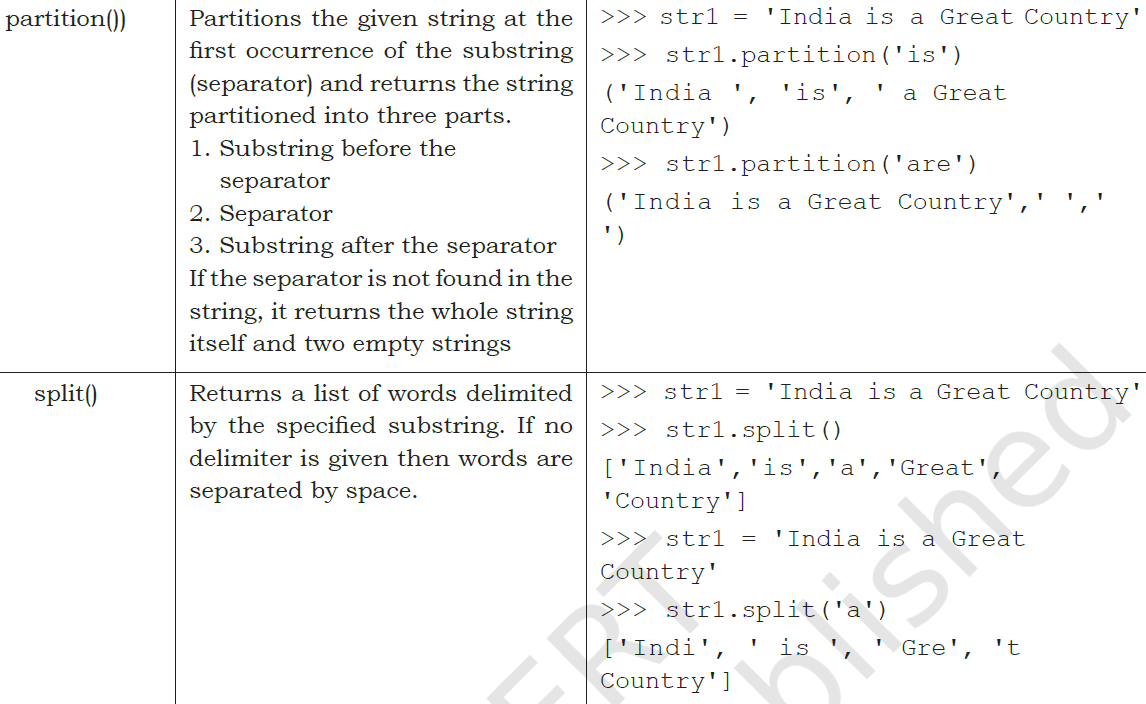 partition())
Partitions the given string at the
first occurrence of the substring
(separator) and returns the string
partitioned into three parts.
1. Substring before the
separator
2. Separator
3. Substring after the separator
If the separator is not found in the
string, it returns the whole string
itself and two empty strings
>>> str1 = 'India is a Great Country'
>>> str1.partition('is')
('India ', 'is', ' a Great
Country')
>>> str1.partition('are')
('India is a Great Country',' ','
')
split()
Returns a list of words delimited
by the specified substring. If no
delimiter is given then words are
separated by space.
>>> str1 = 'India is a Great Country'
>>> str1.split()
['India','is','a','Great',
'Country']
>>> str1 = 'India is a Great
Country'
>>> str1.split('a')
['Indi', ' is ', ' Gre', 't
Country']